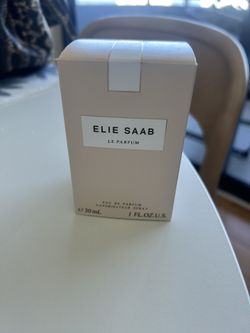 ELIE SAAB
LE PARFUM
EAU DE PARFUM
VAPORISATEUR SPRAY
℮ 30 mL 1 FL.OZ.U.S.